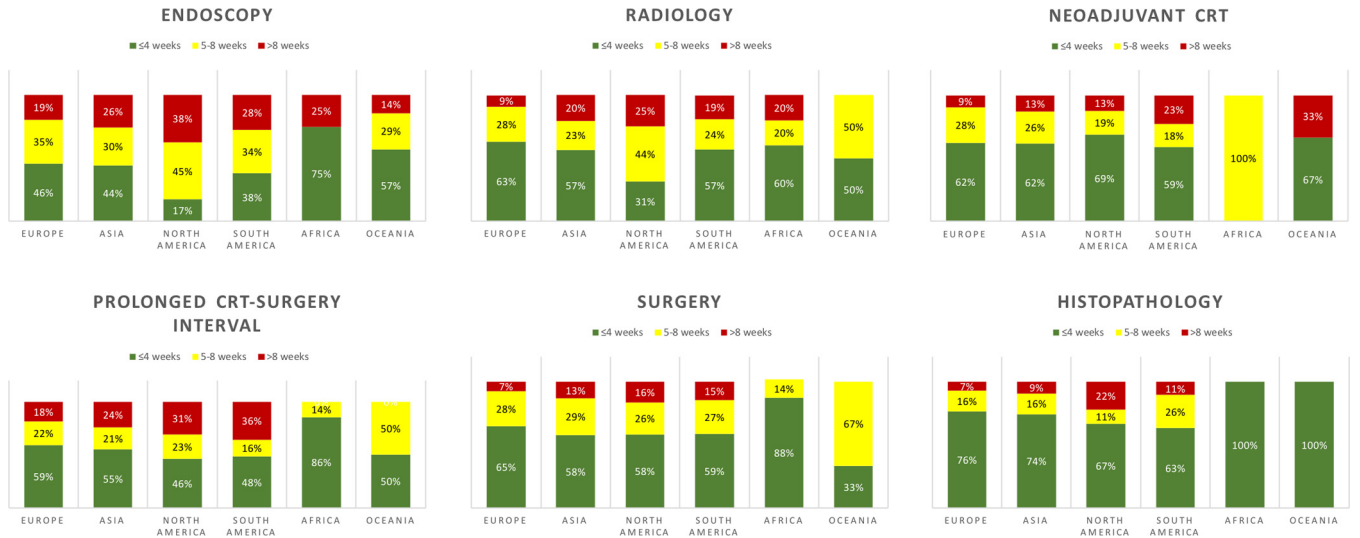 ENDOSCOPY
≤4 weeks 5-8 weeks >8 weeks
19% 26% 38% 28% 25% 14%
35% 30% 45% 34% 29%
46% 44% 17% 38% 75% 57%
EUROPE ASIA NORTH AMERICA SOUTH AMERICA AFRICA OCEANIA
RADIOLOGY
≤4 weeks 5-8 weeks >8 weeks
9% 20% 25% 19% 20%
28% 23% 44% 24% 20% 50%
63% 57% 31% 57% 60% 50%
EUROPE ASIA NORTH AMERICA SOUTH AMERICA AFRICA OCEANIA
NEOADJUVANT CRT
≤4 weeks 5-8 weeks >8 weeks
9% 13% 13% 23% 33%
28% 26% 19% 18% 100%
62% 62% 69% 59% 67%
EUROPE ASIA NORTH AMERICA SOUTH AMERICA AFRICA OCEANIA
PROLONGED CRT-SURGERY
INTERVAL
≤4 weeks 5-8 weeks >8 weeks
18% 24% 31% 36%
22% 21% 23% 16% 14% 50%
59% 55% 46% 48% 86% 50%
EUROPE ASIA NORTH AMERICA SOUTH AMERICA AFRICA OCEANIA
SURGERY
≤4 weeks 5-8 weeks >8 weeks
7% 13% 16% 15%
28% 29% 26% 27% 14% 67%
65% 58% 58% 59% 88% 33%
EUROPE ASIA NORTH AMERICA SOUTH AMERICA AFRICA OCEANIA
HISTOPATHOLOGY
≤4 weeks 5-8 weeks >8 weeks
7% 9% 22% 11%
16% 16% 11% 26%
76% 74% 67% 63% 100% 100%
EUROPE ASIA NORTH AMERICA SOUTH AMERICA AFRICA OCEANIA